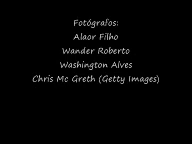 Fotógrafos:
Alaor Filho
Wander Roberto
Washington Alves
Chris Mc Greth (Getty Images)